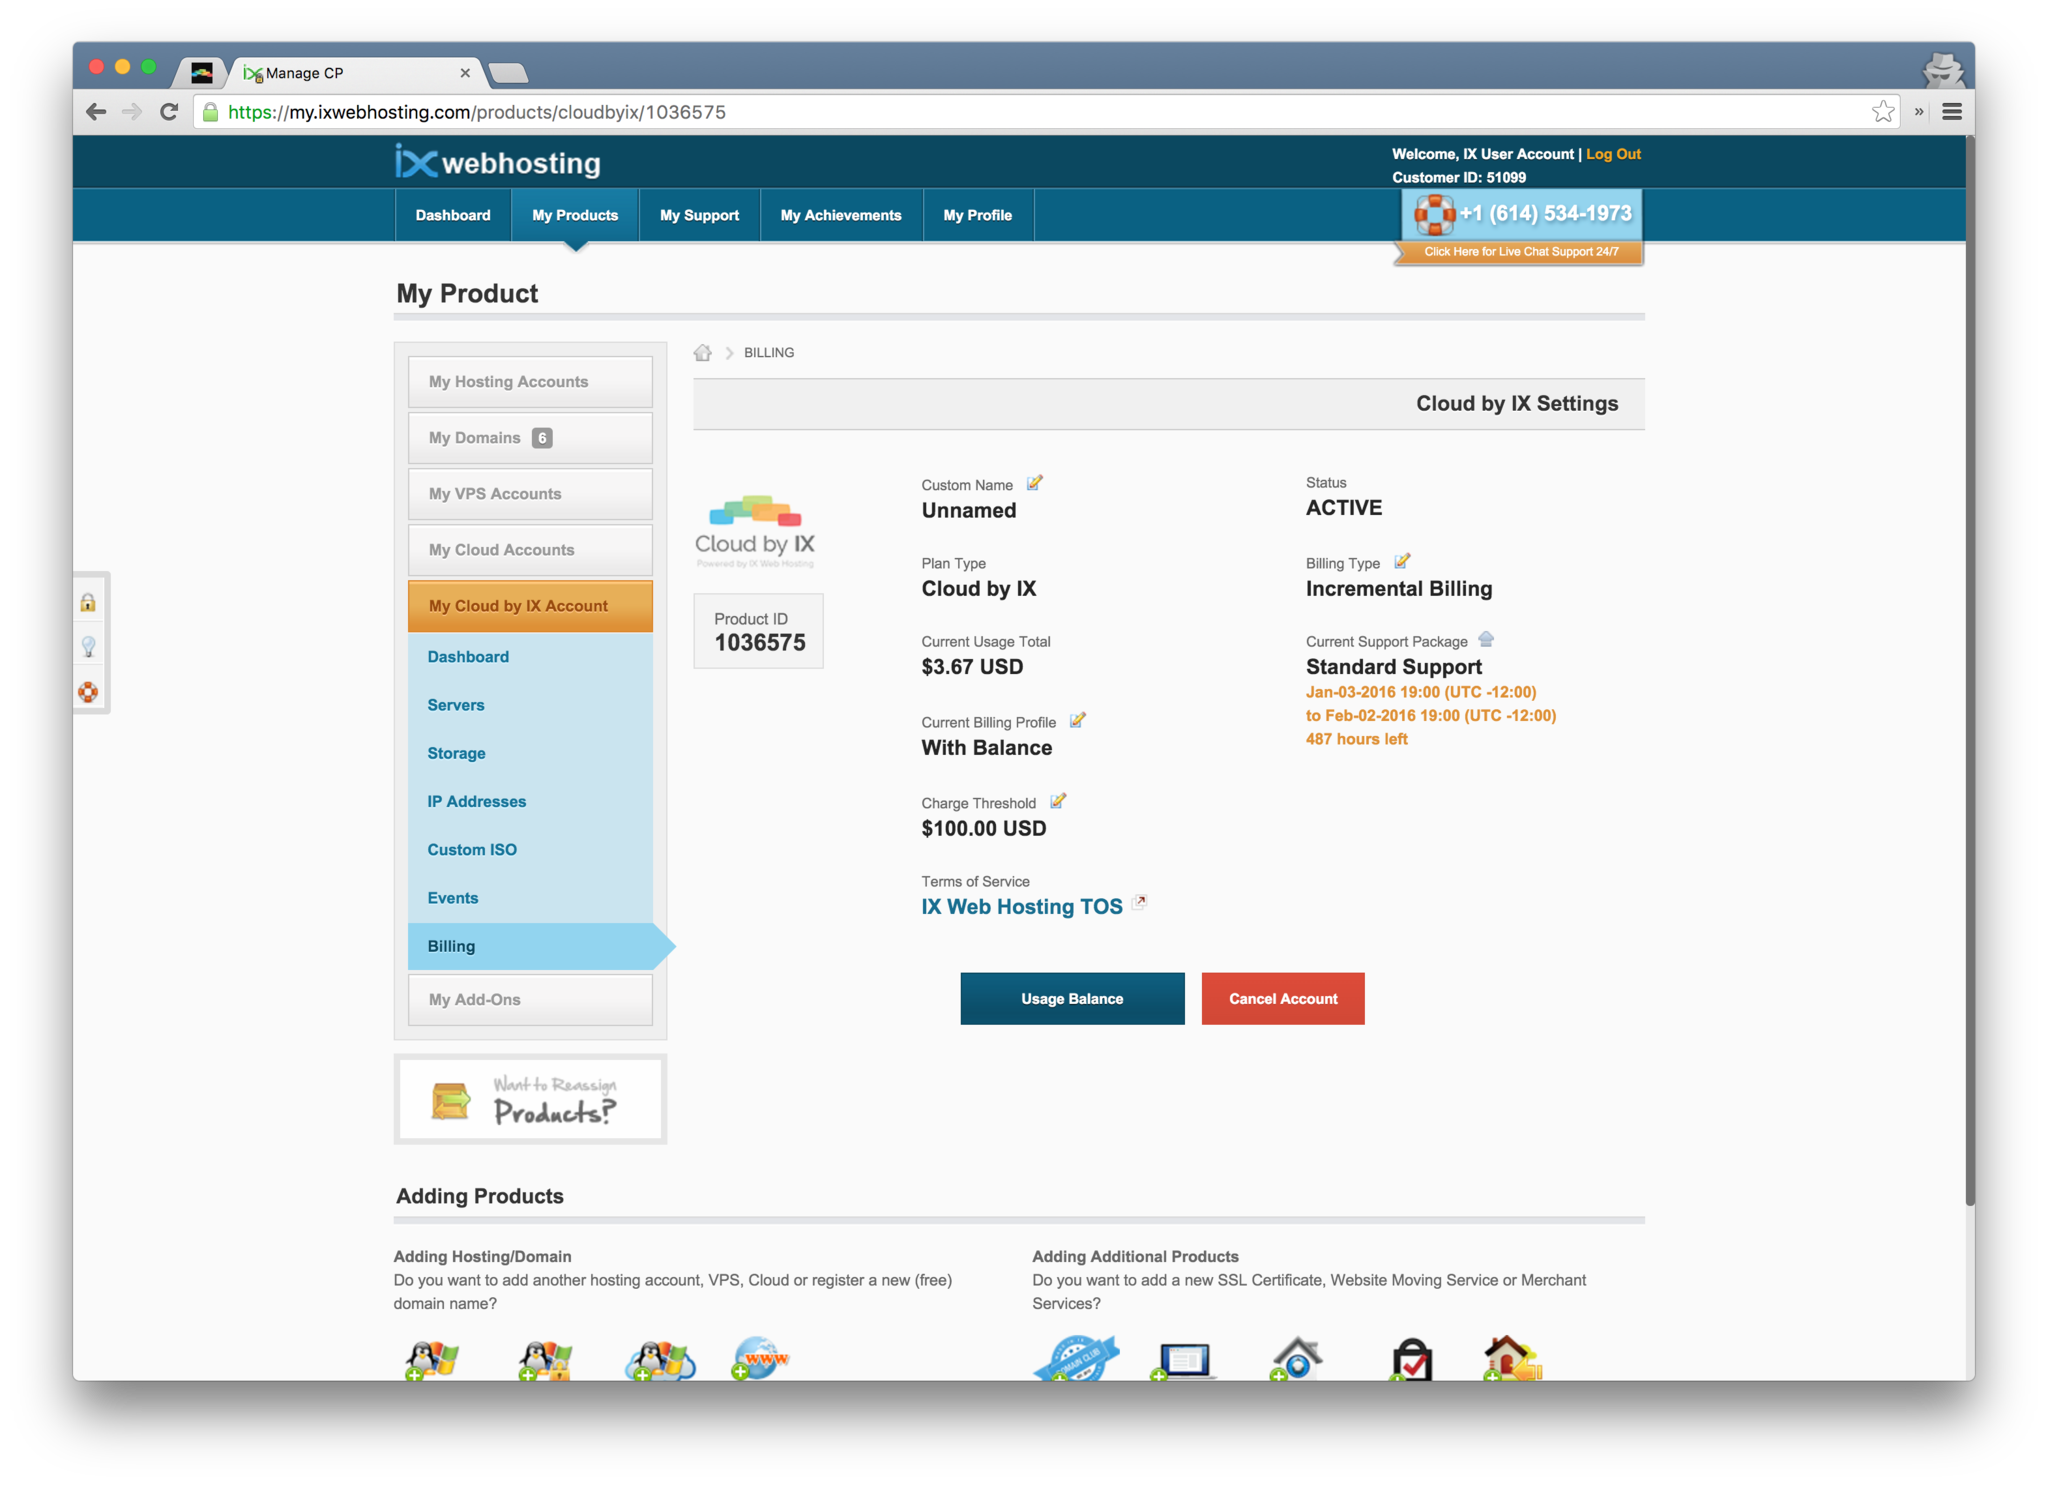 Manage CP
https://my.ixwebhosting.com/products/cloudbyix/1036575
ix webhosting
Welcome, IX User Account | Log Out
Customer ID: 51099
Dashboard
My Products
My Support
My Achievements
My Profile
+1 (614) 534-1973
Click Here for Live Chat Support 24/7
My Product
My Hosting Accounts
My Domains 6
My VPS Accounts
My Cloud Accounts
My Cloud by IX Account
Dashboard
Servers
Storage
IP Addresses
Custom ISO
Events
Billing
My Add-Ons
Want to Reassign
Products?
BILLING
Cloud by IX Settings
Cloud by IX
Powered by IX Web Hosting
Product ID
1036575
Custom Name
Unnamed
Plan Type
Cloud by IX
Current Usage Total
$3.67 USD
Current Billing Profile
With Balance
Charge Threshold
$100.00 USD
Terms of Service
IX Web Hosting TOS
Status
ACTIVE
Billing Type
Incremental Billing
Current Support Package
Standard Support
Jan-03-2016 19:00 (UTC -12:00)
to Feb-02-2016 19:00 (UTC -12:00)
487 hours left
Usage Balance
Cancel Account
Adding Products
Adding Hosting/Domain
Do you want to add another hosting account, VPS, Cloud or register a new (free)
domain name?
Adding Additional Products
Do you want to add a new SSL Certificate, Website Moving Service or Merchant
Services?
www
DOMAIN CLUB